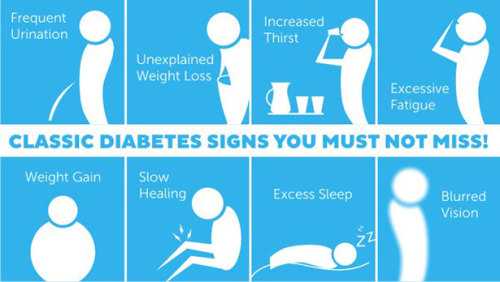 Frequent
Urination
Unexplained
Weight Loss
Increased
Thirst
Excessive
Fatigue
CLASSIC DIABETES SIGNS YOU MUST NOT MISS!
Weight Gain
Slow
Healing
Excess Sleep
ZZZ
Blurred
Vision